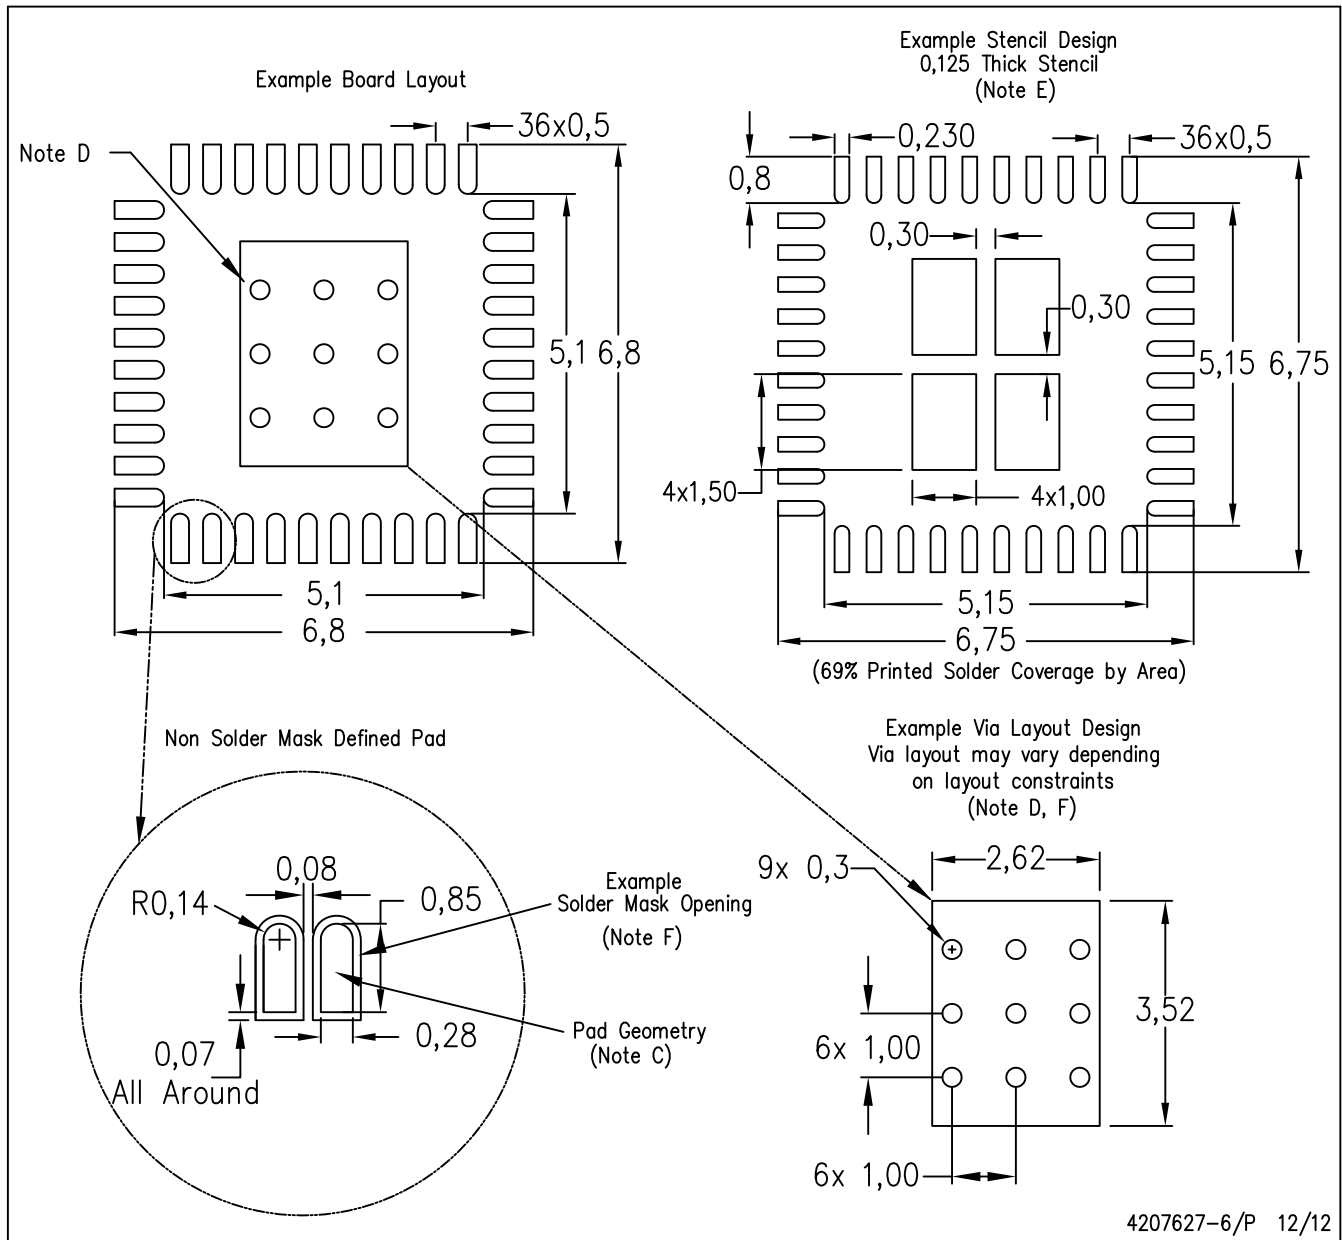 Example Board Layout
36x0,5
Note D
5,1
6,8
5,1
6,8
Example Stencil Design
0,125 Thick Stencil
(Note E)
0,230
36x0,5
0,8
0,30
0,30
5,15
6,75
4x1,50
4x1,00
5,15
6,75
(69% Printed Solder Coverage by Area)
Non Solder Mask Defined Pad
0,08
R0,14
0,85
Example
Solder Mask Opening
(Note F)
Pad Geometry
(Note C)
0,28
0,07
All Around
Example Via Layout Design
Via layout may vary depending
on layout constraints
(Note D, F)
9x 0,3
2,62
3,52
6x 1,00
6x 1,00
4207627-6/P 12/12